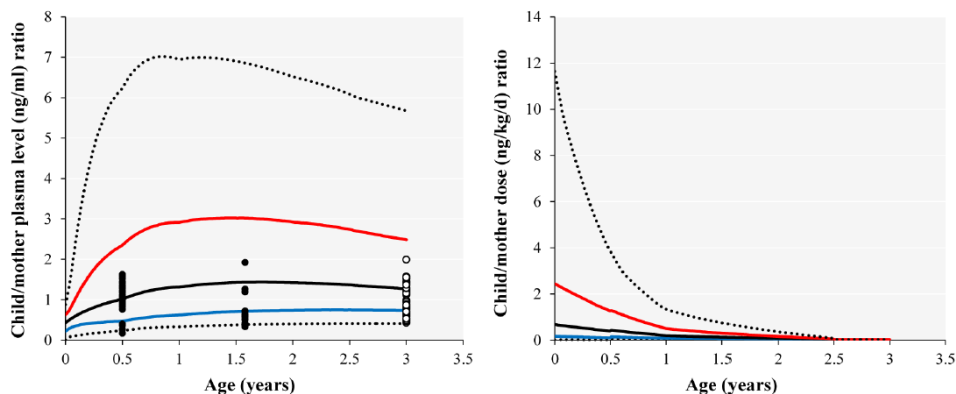 Child/mother plasma level (ng/ml) ratio
8
7
6
5
4
3
2
1
0
0 0.5 1 1.5 2 2.5 3 3.5
Age (years)
Child/mother dose (ng/kg/d) ratio
14
12
10
8
6
4
2
0
0 0.5 1 1.5 2 2.5 3 3.5
Age (years)